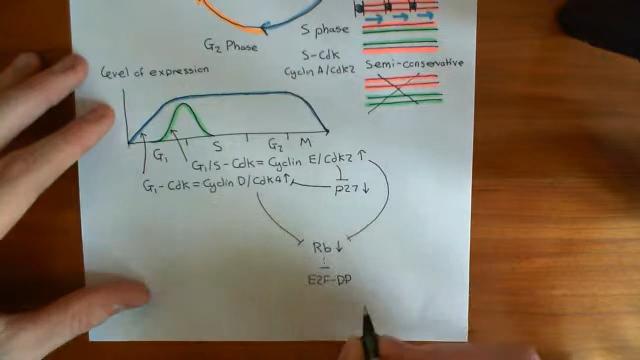 S phase
G2 Phase
S-Cdk
Cyclin A/Cdk2
Semi-conservative
Level of expression
G1
S
G2
M
G1/S-Cdk = Cyclin E/Cdk2 ↑
G1-Cdk = Cyclin D/Cdk4 ↑
P27 ↓
Rb ↓
E2F-DP